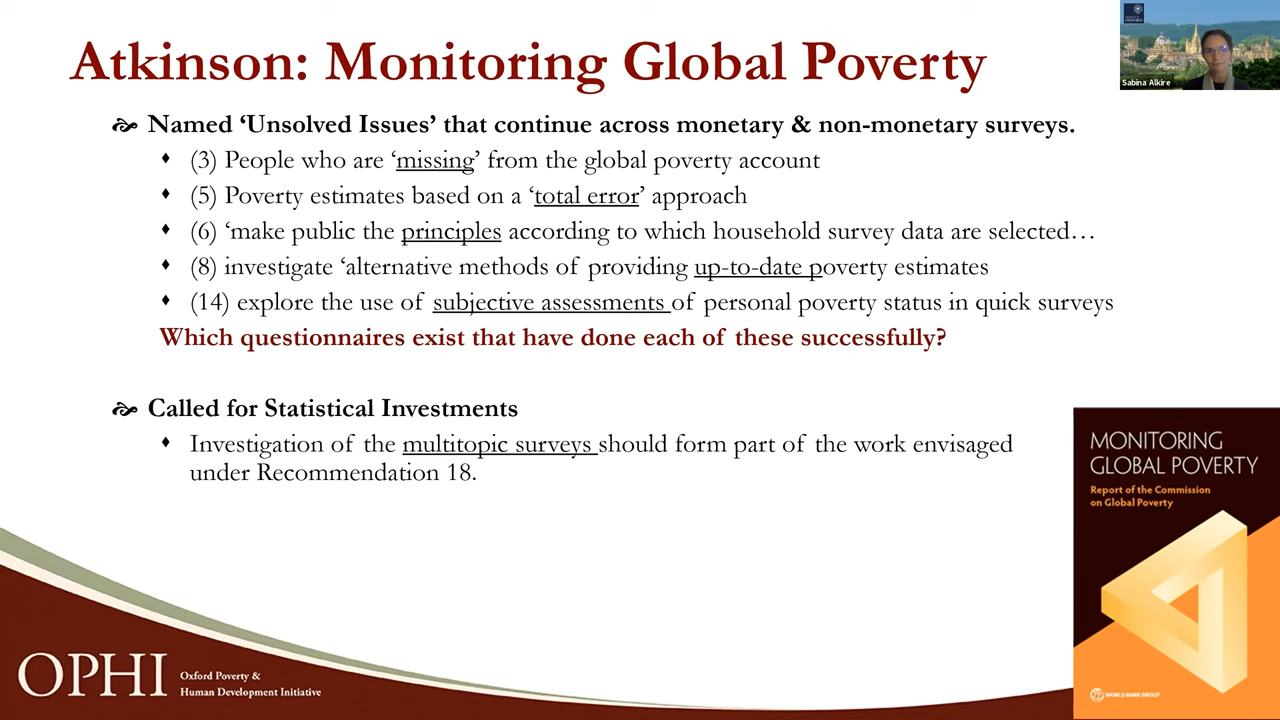 Atkinson: Monitoring Global Poverty
Sabina Alkire
Named ‘Unsolved Issues’ that continue across monetary & non-monetary surveys.
(3) People who are ‘missing’ from the global poverty account
(5) Poverty estimates based on a ‘total error’ approach
(6) ‘make public the principles according to which household survey data are selected…
(8) investigate ‘alternative methods of providing up-to-date poverty estimates
(14) explore the use of subjective assessments of personal poverty status in quick surveys
Which questionnaires exist that have done each of these successfully?
Called for Statistical Investments
Investigation of the multitopic surveys should form part of the work envisaged
under Recommendation 18.
MONITORING
GLOBAL POVERTY
Report of the Commission
on Global Poverty
WORLD BANK GROUP
OPHI
Oxford Poverty &
Human Development Initiative